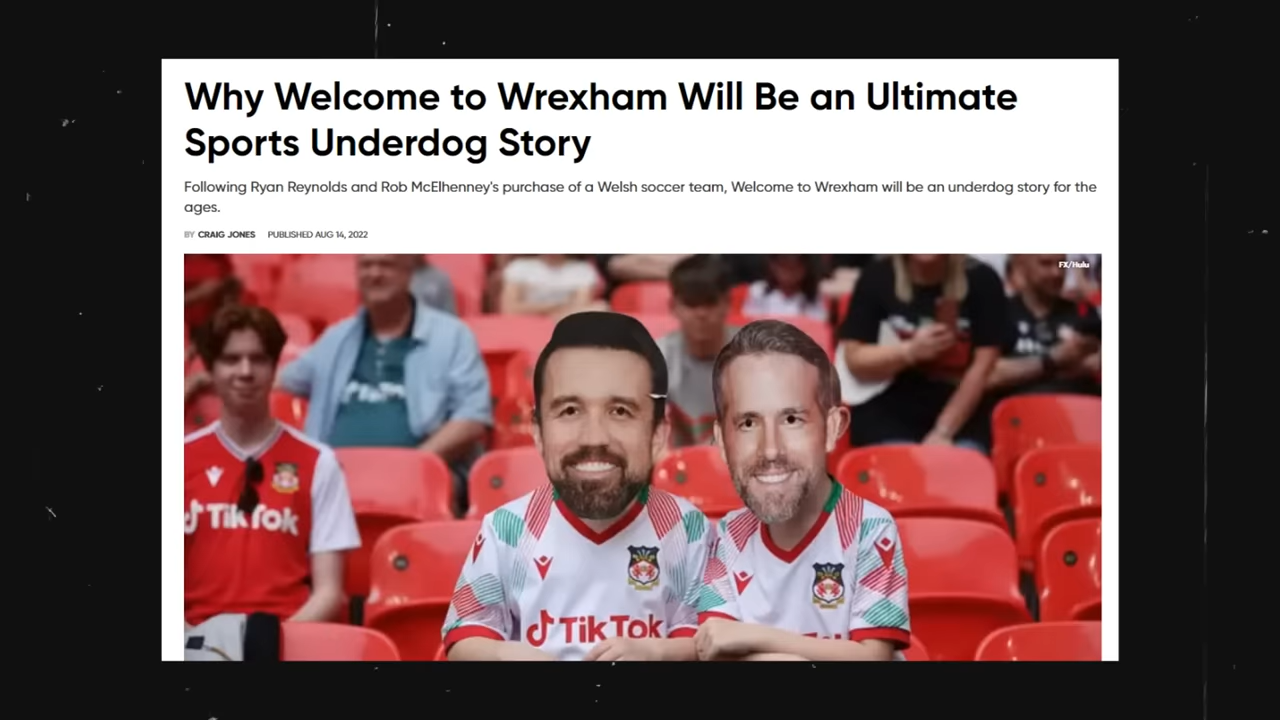 Why Welcome to Wrexham Will Be an Ultimate
Sports Underdog Story
Following Ryan Reynolds and Rob McElhenney's purchase of a Welsh soccer team, Welcome to Wrexham will be an underdog story for the
ages.
BY CRAIG JONES PUBLISHED AUG 14, 2022
FX/Hulu
TikTok
TikTok